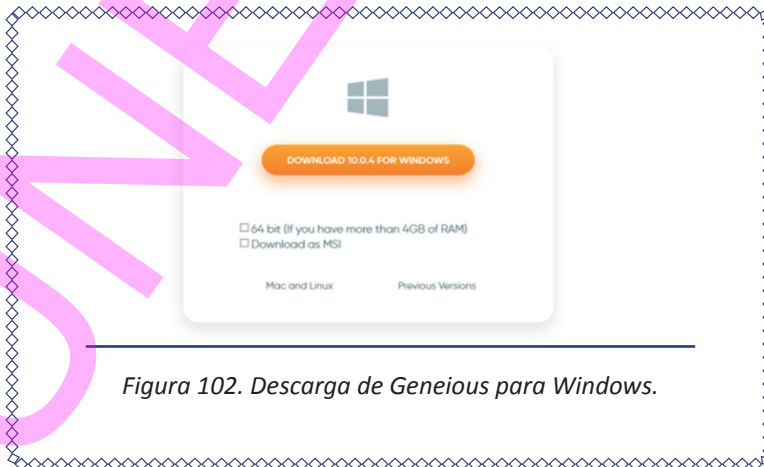 DOWNLOAD 10.0.4 FOR WINDOWS
64 bit (If you have more than 4GB of RAM)
Download as MSI
Mac and Linux Previous Versions
Figura 102. Descarga de Geneious para Windows.